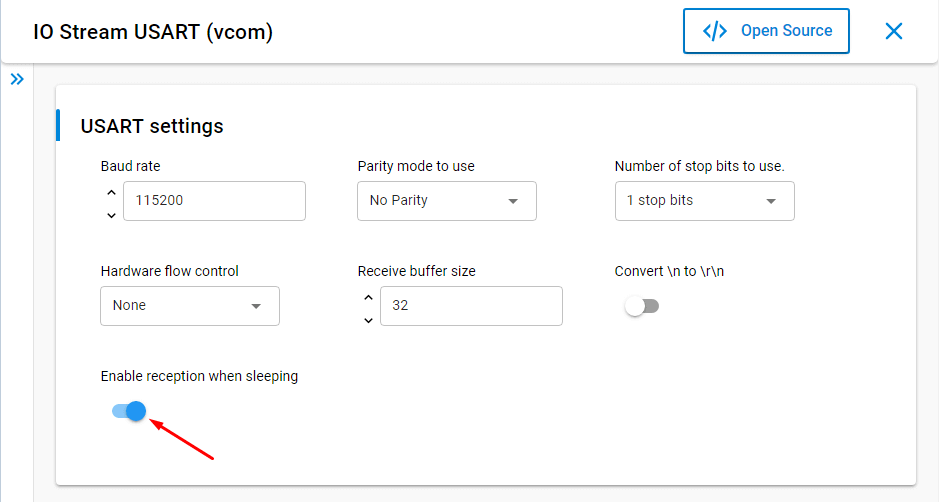 IO Stream USART (vcom)
Open Source
USART settings
Baud rate
Parity mode to use
Number of stop bits to use.
115200
No Parity
1 stop bits
Hardware flow control
Receive buffer size
Convert \n to \r\n
None
32
Enable reception when sleeping